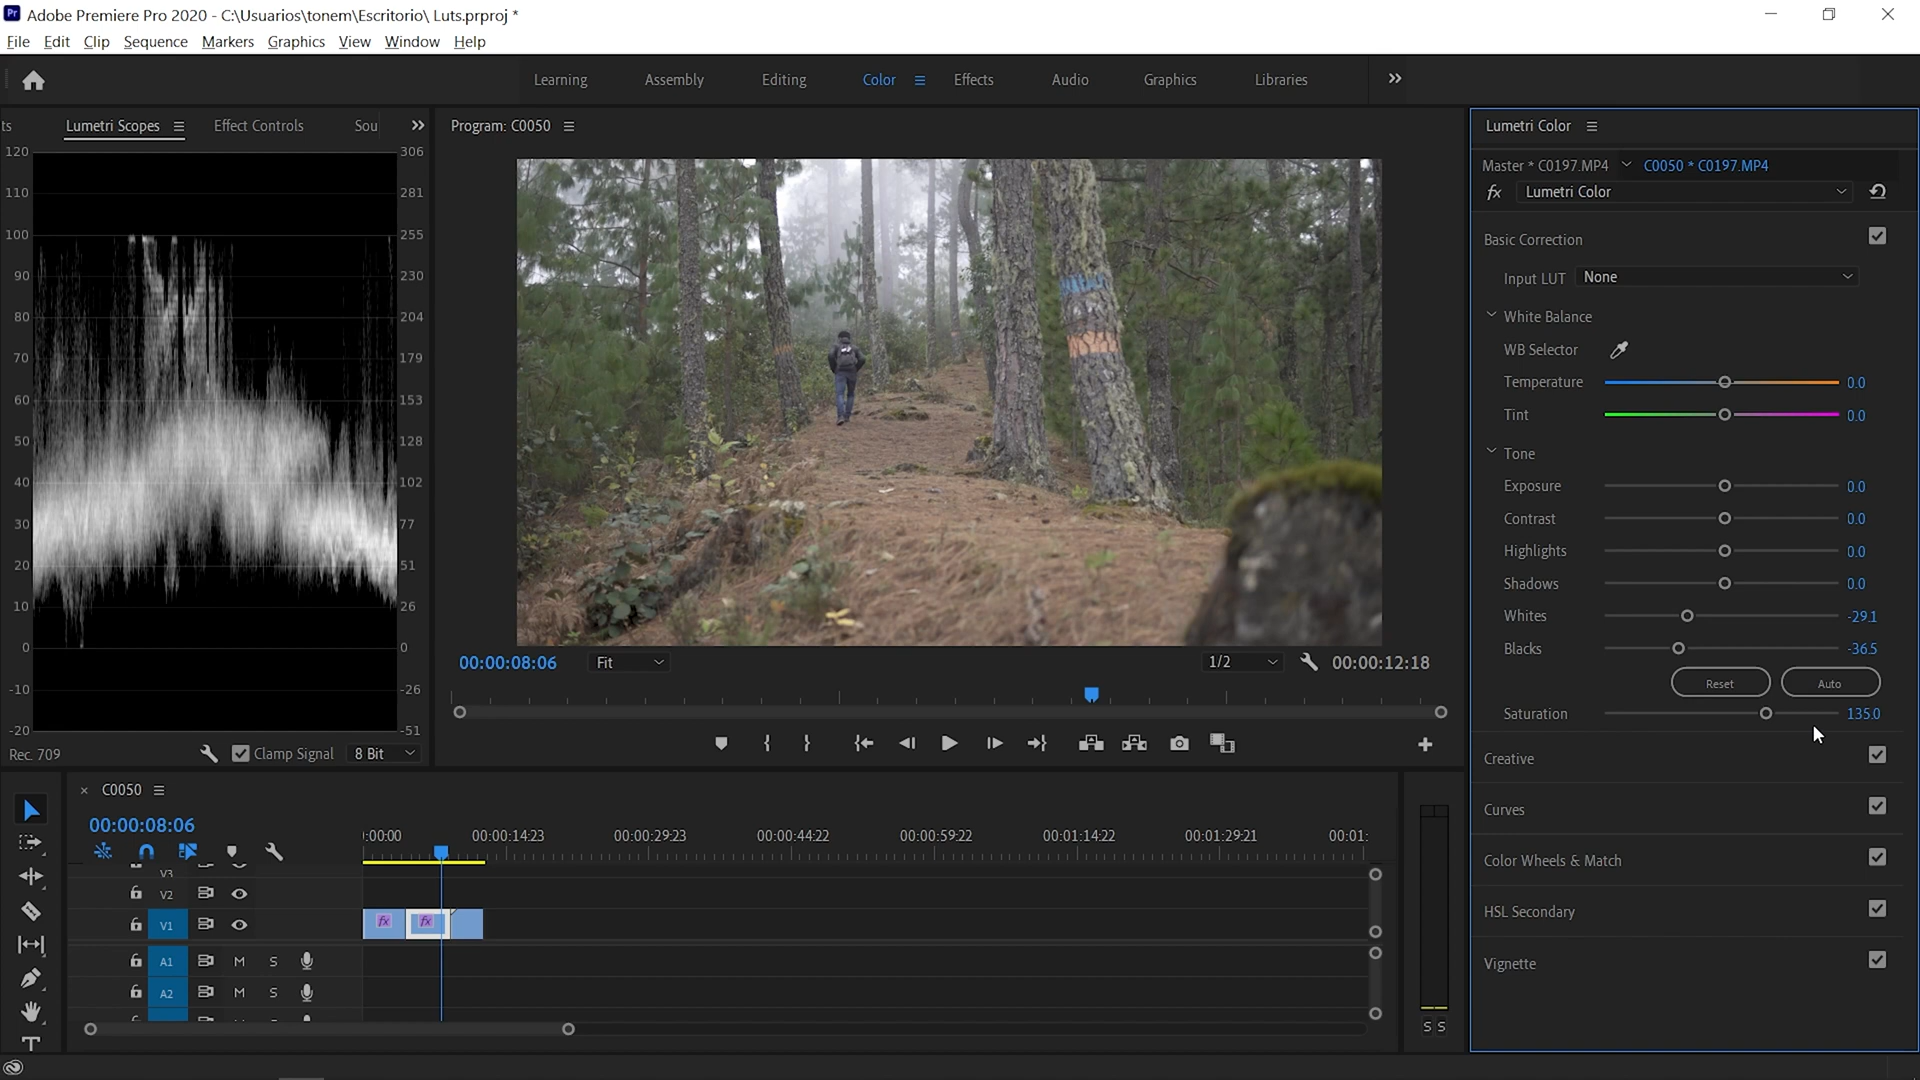 Pr Adobe Premiere Pro 2020 - C:\Usuarios\tonem\Escritorio\ Luts.prproj *
File Edit Clip Sequence Markers Graphics View Window Help
Learning Assembly Editing Color Effects Audio Graphics Libraries
ts Lumetri Scopes Effect Controls Sou
120 306
110 281
100 255
90 230
80 204
70 179
60 153
50 128
40 102
30 77
20 51
10 26
0 0
-10 -26
-20 -51
Rec. 709 Clamp Signal 8 Bit
Program: C0050
00:00:08:06 Fit 1/2 00:00:12:18
Lumetri Color
Master * C0197.MP4 C0050 * C0197.MP4
fx Lumetri Color
Basic Correction
Input LUT None
White Balance
WB Selector
Temperature 0.0
Tint 0.0
Tone
Exposure 0.0
Contrast 0.0
Highlights 0.0
Shadows 0.0
Whites -29.1
Blacks -36.5
Reset Auto
Saturation 135.0
Creative
Curves
Color Wheels & Match
HSL Secondary
Vignette
× C0050
00:00:08:06
:00:00 00:00:14:23 00:00:29:23 00:00:44:22 00:00:59:22 00:01:14:22 00:01:29:21 00:01:
V3
V2
V1 fx fx
A1 M S
A2 M S
S S